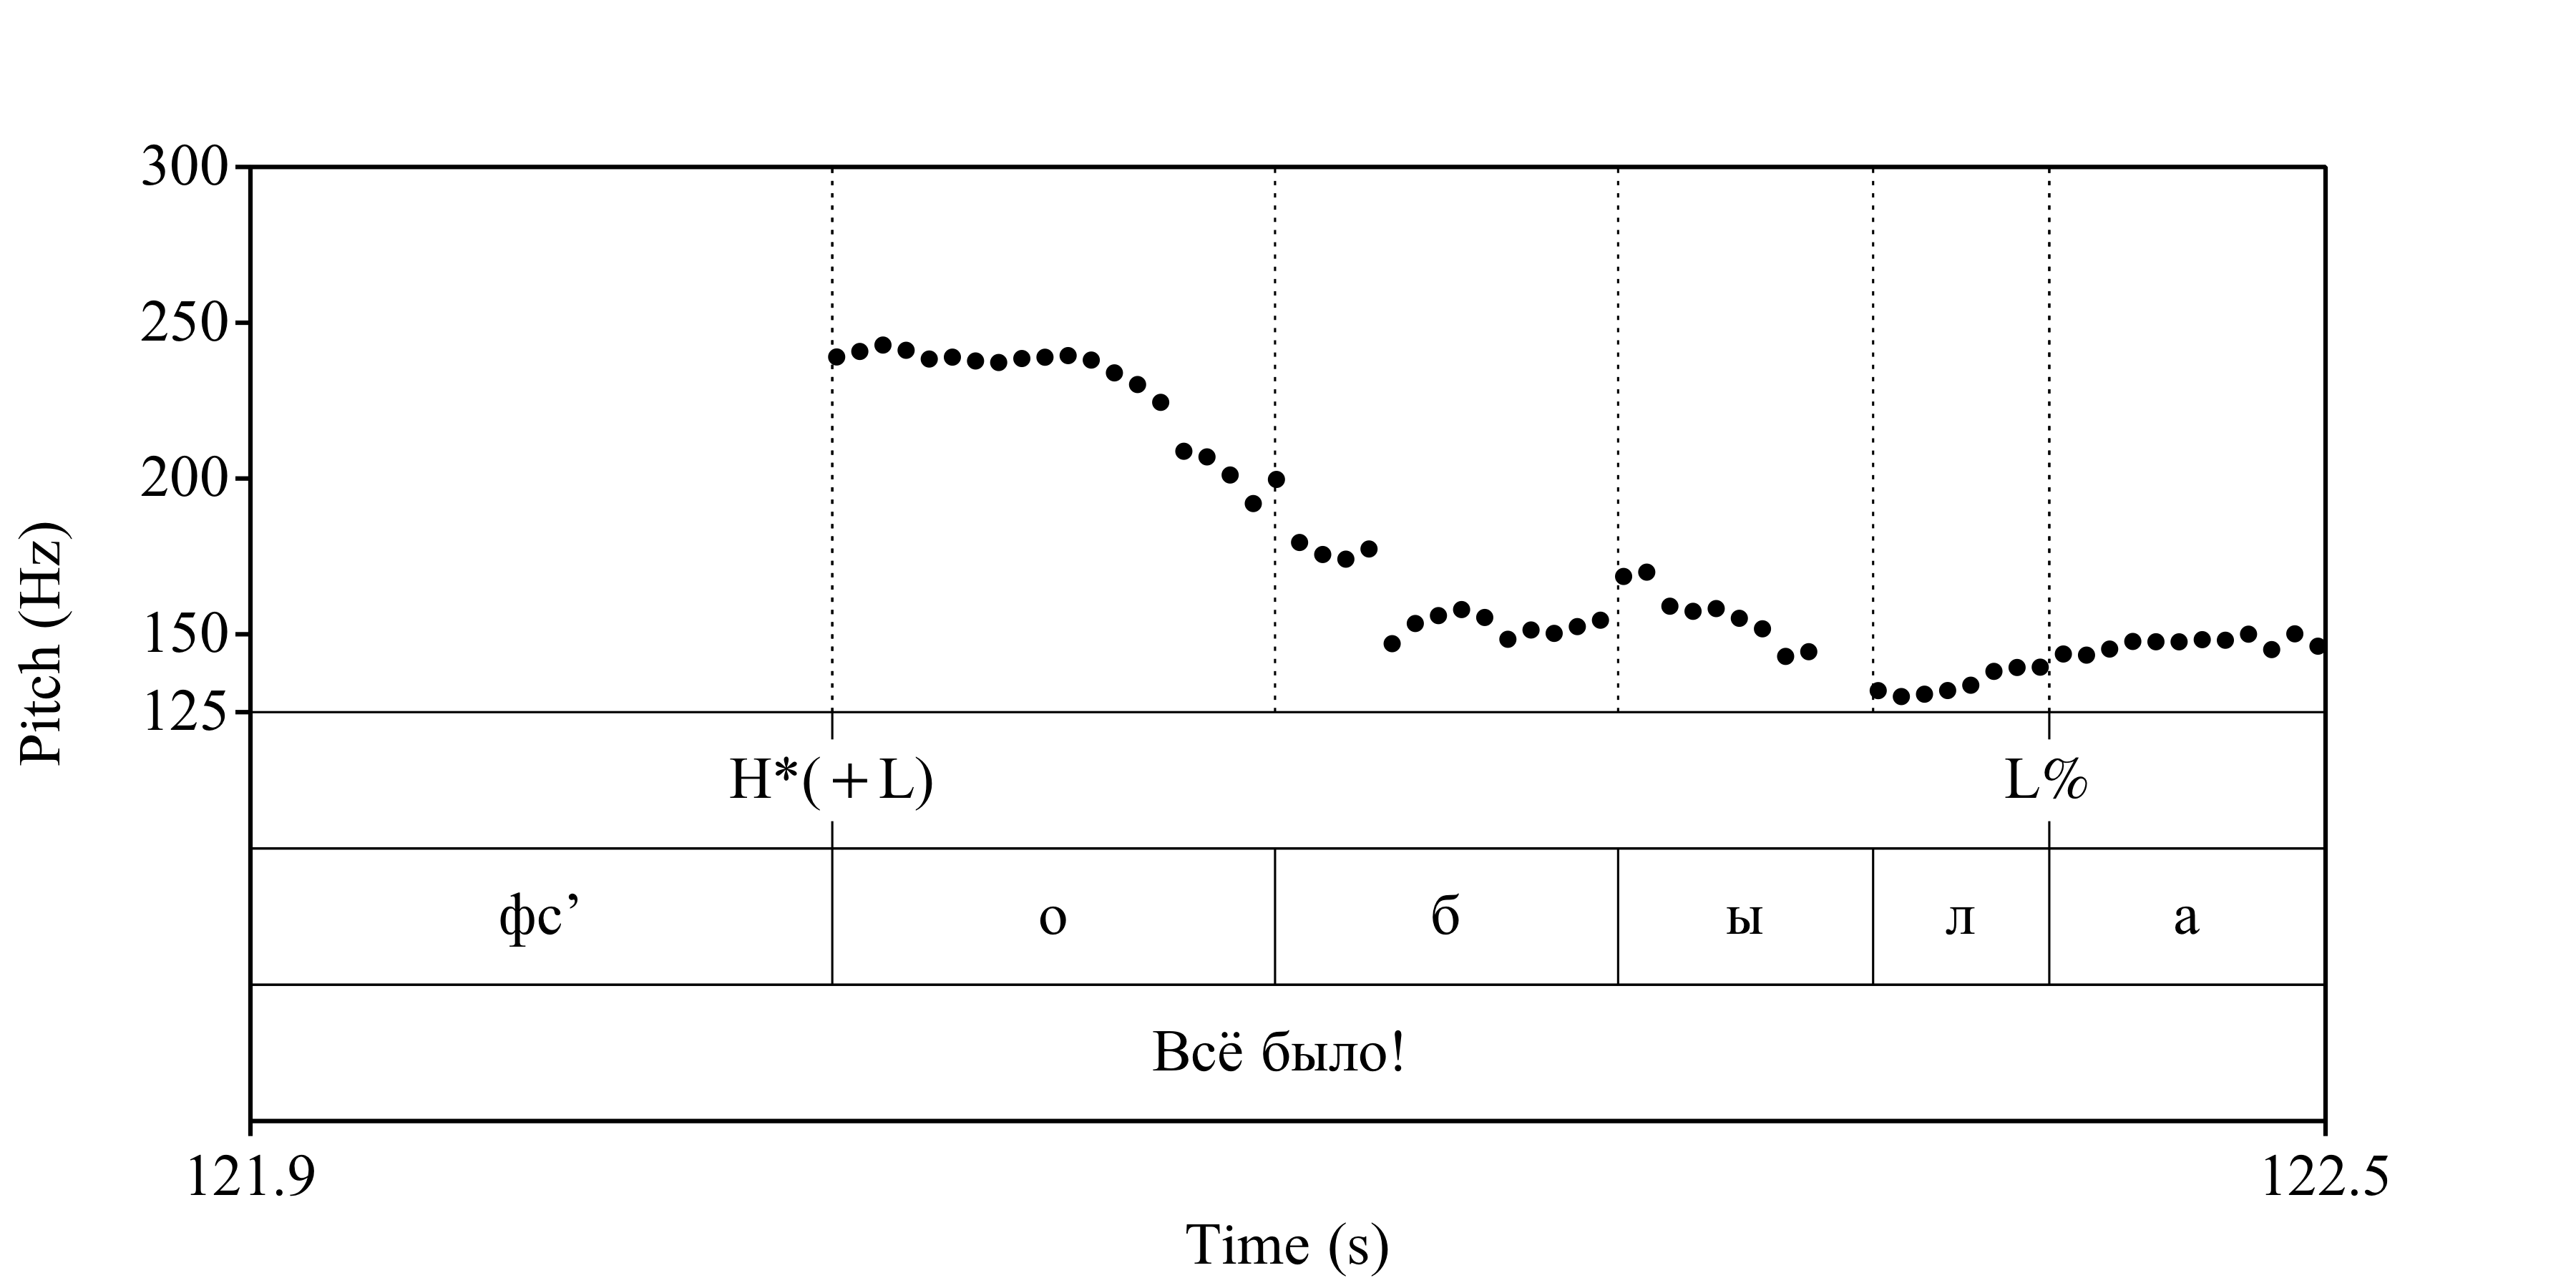 300
250
200
150
125
Pitch (Hz)
H*(+L) L%
фс’ о б ы л а
Всё было!
121.9 122.5
Time (s)